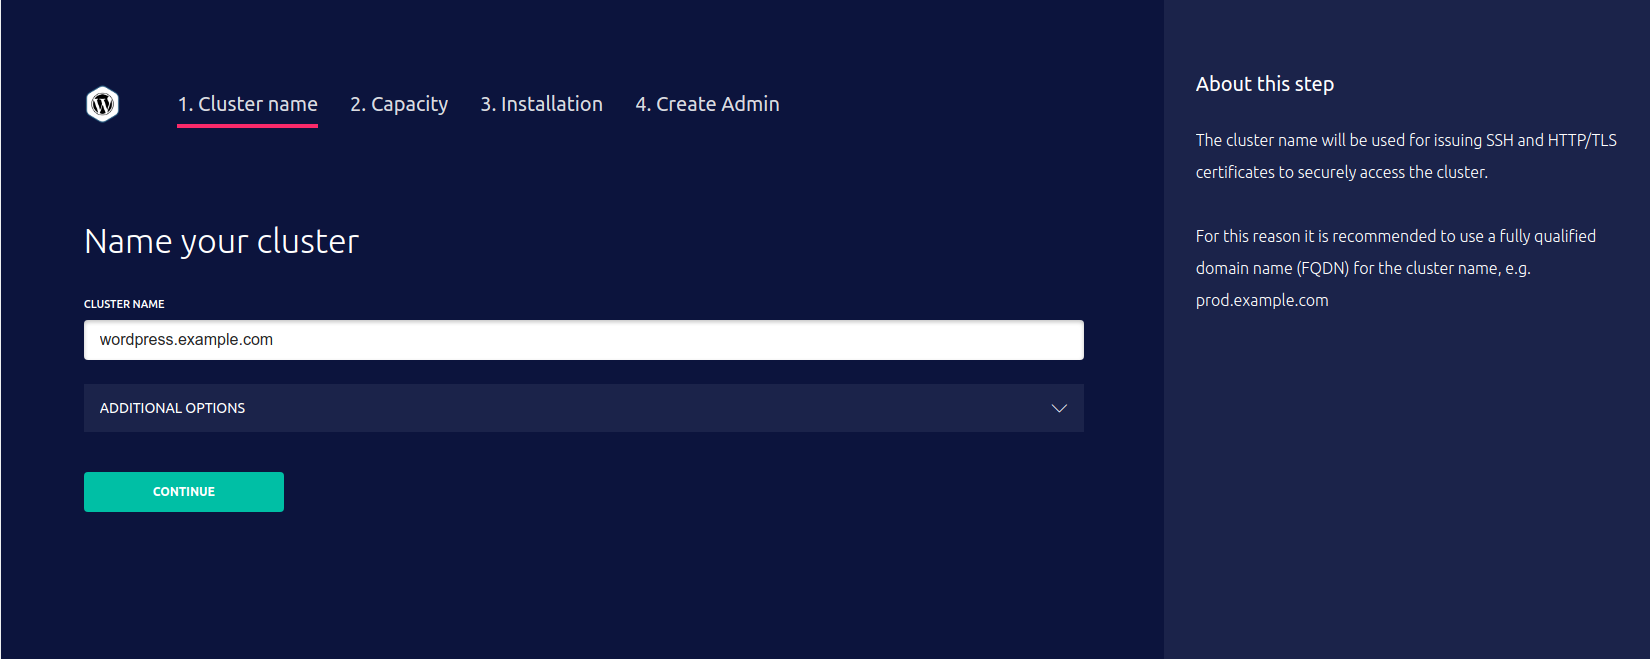 1. Cluster name 2. Capacity 3. Installation 4. Create Admin
Name your cluster
CLUSTER NAME
wordpress.example.com
ADDITIONAL OPTIONS
CONTINUE
About this step
The cluster name will be used for issuing SSH and HTTP/TLS
certificates to securely access the cluster.
For this reason it is recommended to use a fully qualified
domain name (FQDN) for the cluster name, e.g.
prod.example.com